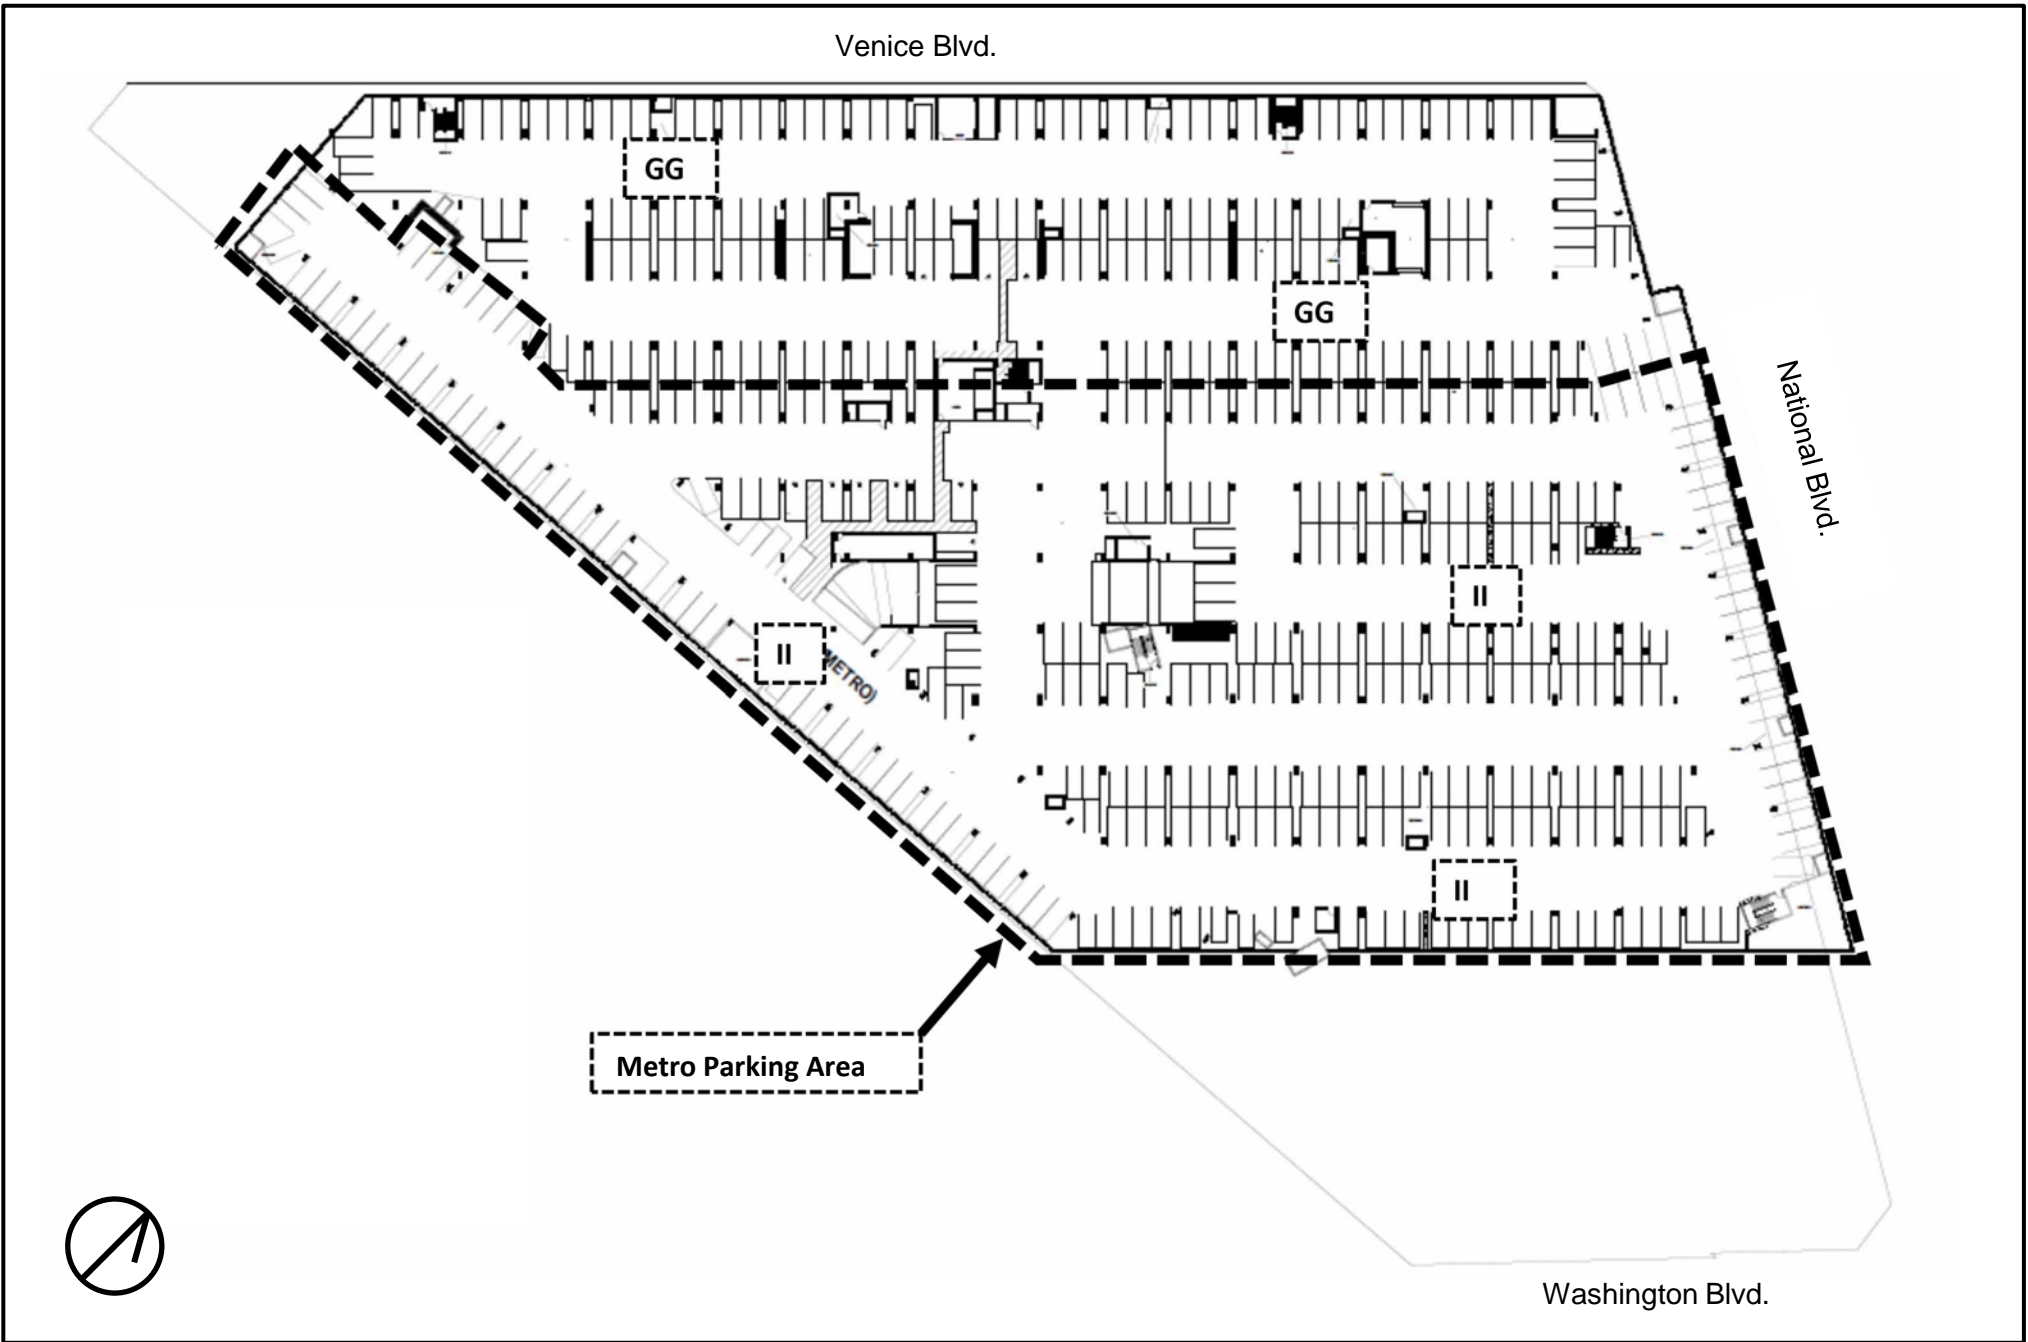 Venice Blvd.
GG
GG
National Blvd.
II
II
METRO)
II
Metro Parking Area
Washington Blvd.